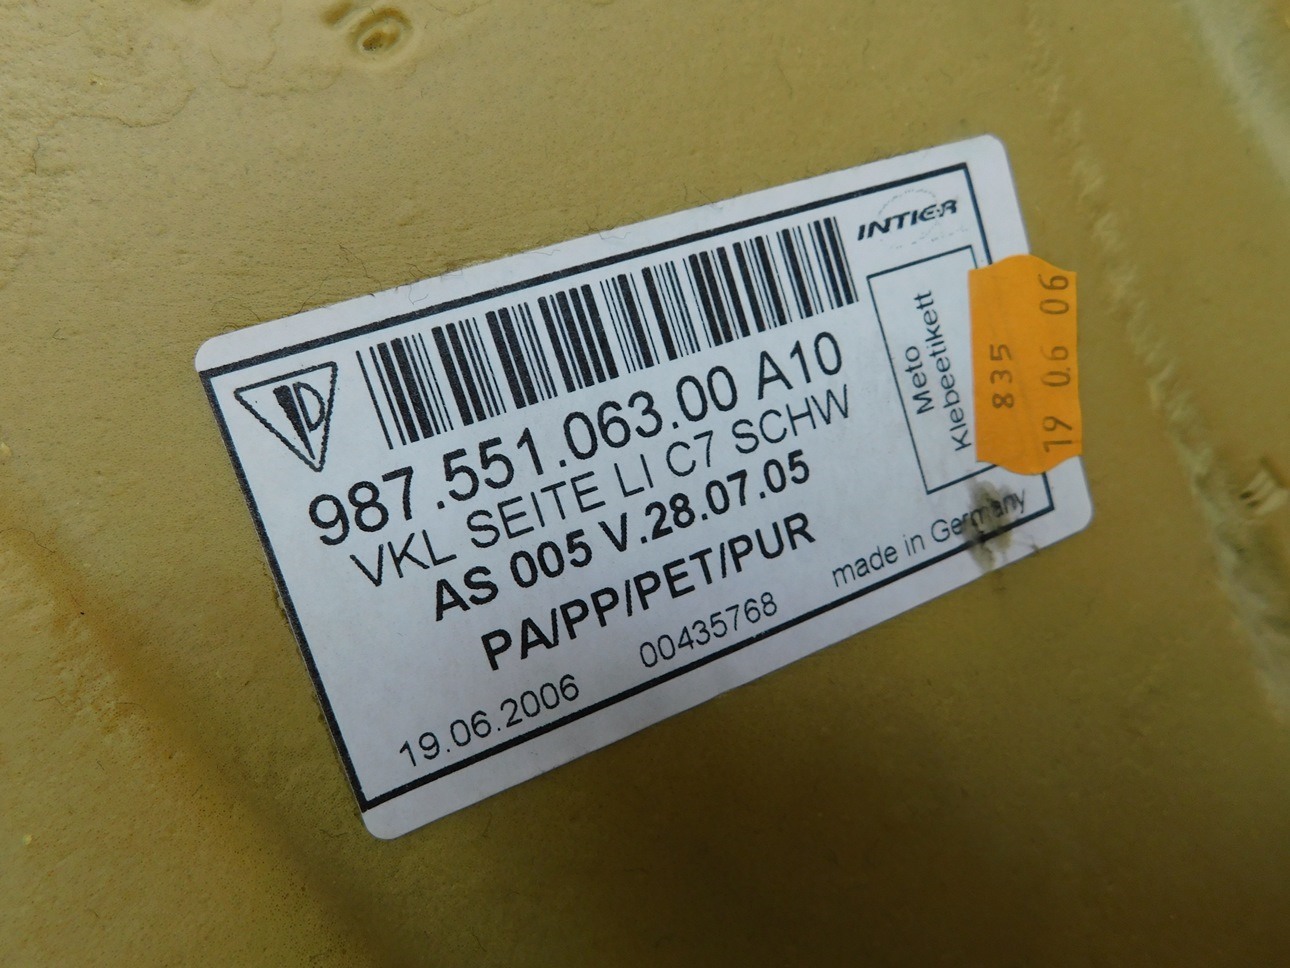 INTIER
987.551.063.00 A10
VKL SEITE LI C7 SCHW
AS 005 V.28.07.05
PA/PP/PET/PUR
19.06.2006 00435768 made in Germany
Meto
Klebeetikett
835
19 06 06